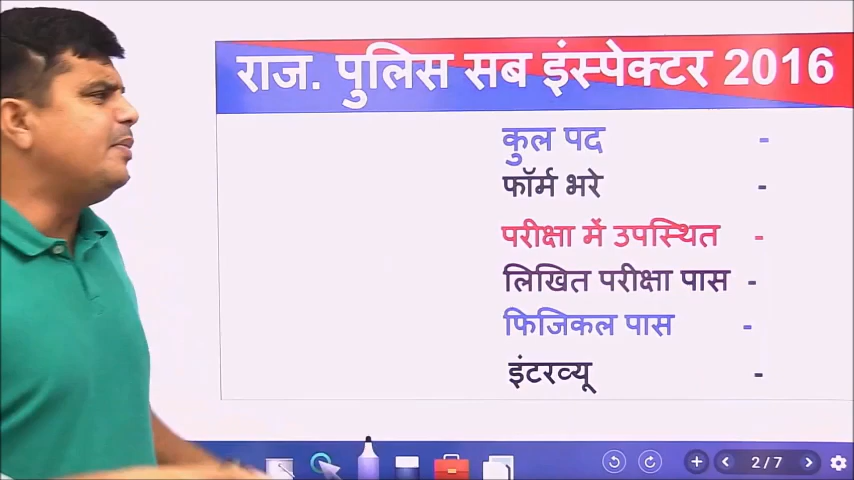 राज. पुलिस सब इंस्पेक्टर 2016
कुल पद -
फॉर्म भरे -
परीक्षा में उपस्थित -
लिखित परीक्षा पास -
फिजिकल पास -
इंटरव्यू -
2/7